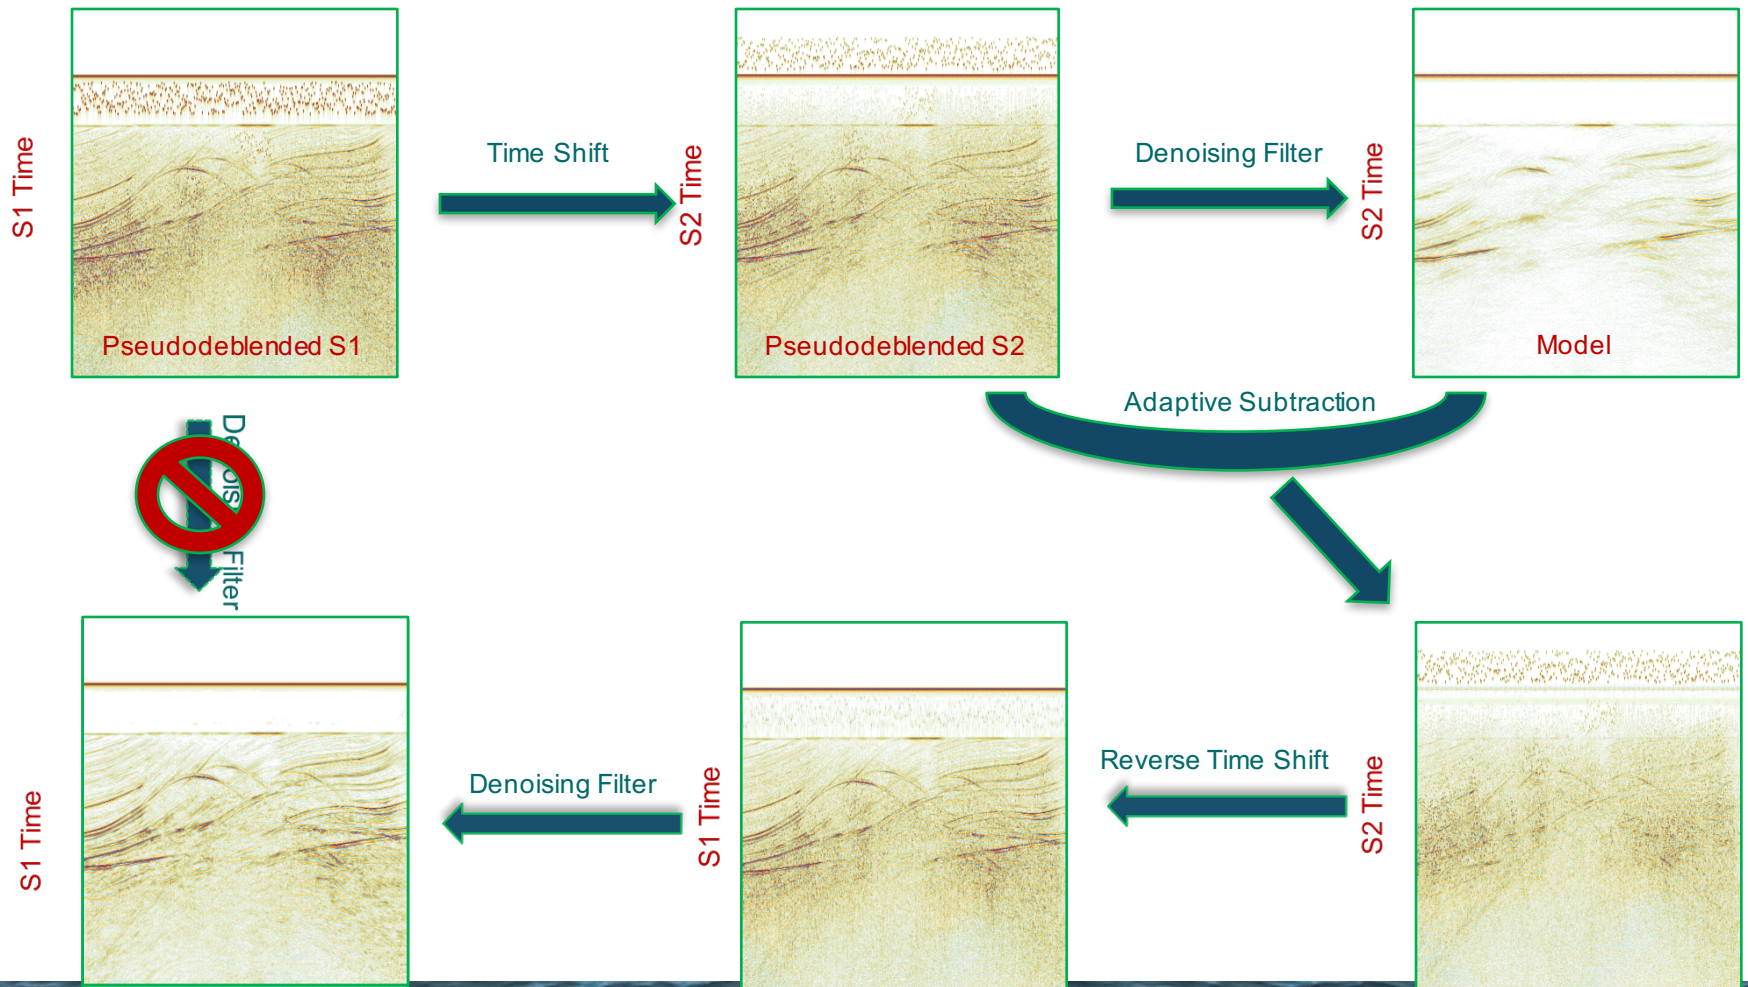 S1 Time
Pseudodeblended S1
Time Shift
S2 Time
Pseudodeblended S2
Denoising Filter
S2 Time
Model
Adaptive Subtraction
Filter
S1 Time
Denoising Filter
S1 Time
Reverse Time Shift
S2 Time